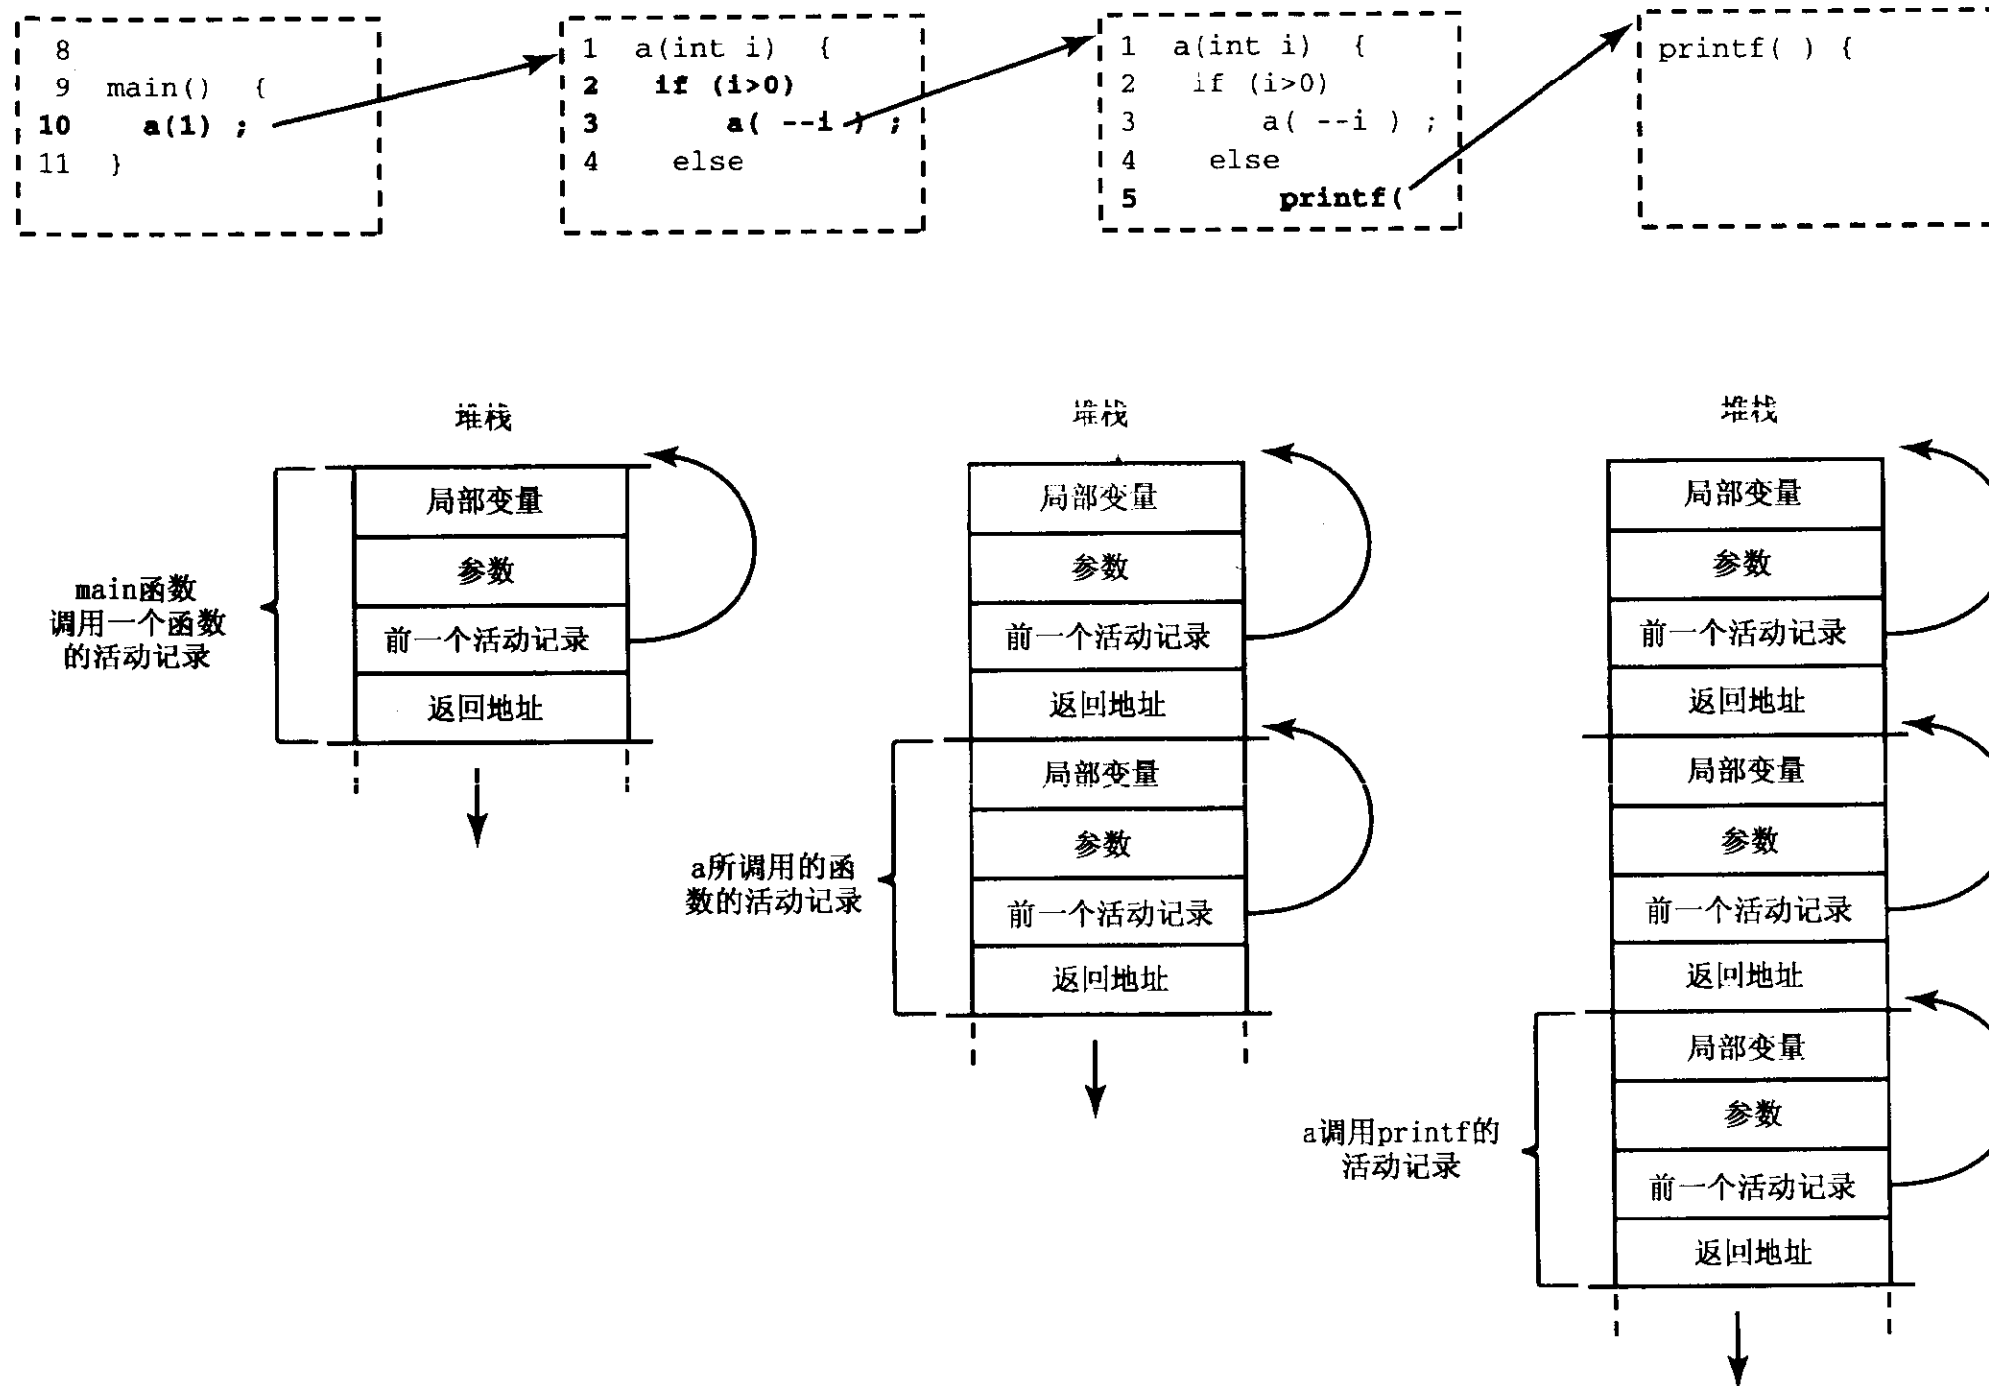 8
9 main() {
10 a(1) ;
11 }
1 a(int i) {
2 if (i>0)
3 a( --i ) ;
4 else
1 a(int i) {
2 if (i>0)
3 a( --i ) ;
4 else
5 printf(
printf( ) {
堆栈
局部变量
参数
前一个活动记录
返回地址
main函数
调用一个函数
的活动记录
堆栈
局部变量
参数
前一个活动记录
返回地址
局部变量
参数
前一个活动记录
返回地址
a所调用的函
数的活动记录
堆栈
局部变量
参数
前一个活动记录
返回地址
局部变量
参数
前一个活动记录
返回地址
局部变量
参数
前一个活动记录
返回地址
a调用printf的
活动记录